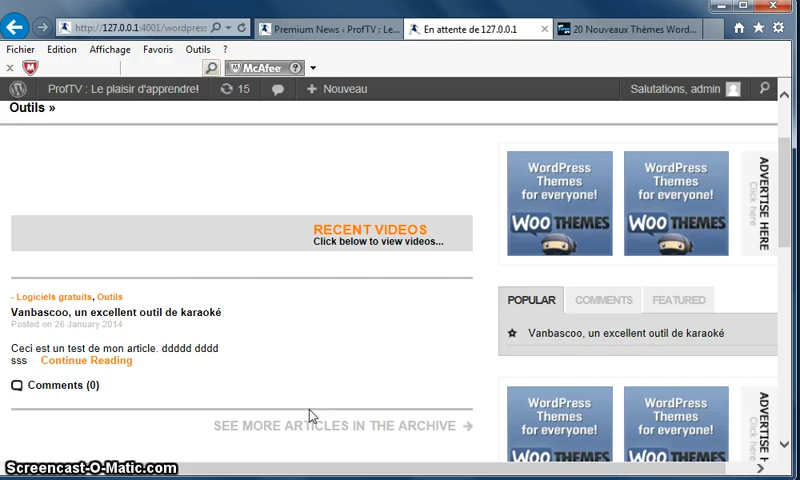 http://127.0.0.1:4001/wordpress
Premium News ‹ ProfTV : Le...
En attente de 127.0.0.1
20 Nouveaux Thèmes Word...
Fichier Edition Affichage Favoris Outils ?
McAfee
ProfTV : Le plaisir d'apprendre! 15 + Nouveau Salutations, admin
Outils »
RECENT VIDEOS
Click below to view videos...
- Logiciels gratuits, Outils
Vanbascoo, un excellent outil de karaoké
Posted on 26 January 2014
Ceci est un test de mon article. ddddd dddd
sss Continue Reading
Comments (0)
SEE MORE ARTICLES IN THE ARCHIVE
WordPress
Themes
for everyone!
WOO THEMES
WordPress
Themes
for everyone!
WOO THEMES
ADVERTISE HERE
Click here
POPULAR COMMENTS FEATURED
Vanbascoo, un excellent outil de karaoké
WordPress
Themes
for everyone!
WOO THEMES
WordPress
Themes
for everyone!
WOO THEMES
Click here
Screencast-O-Matic.com